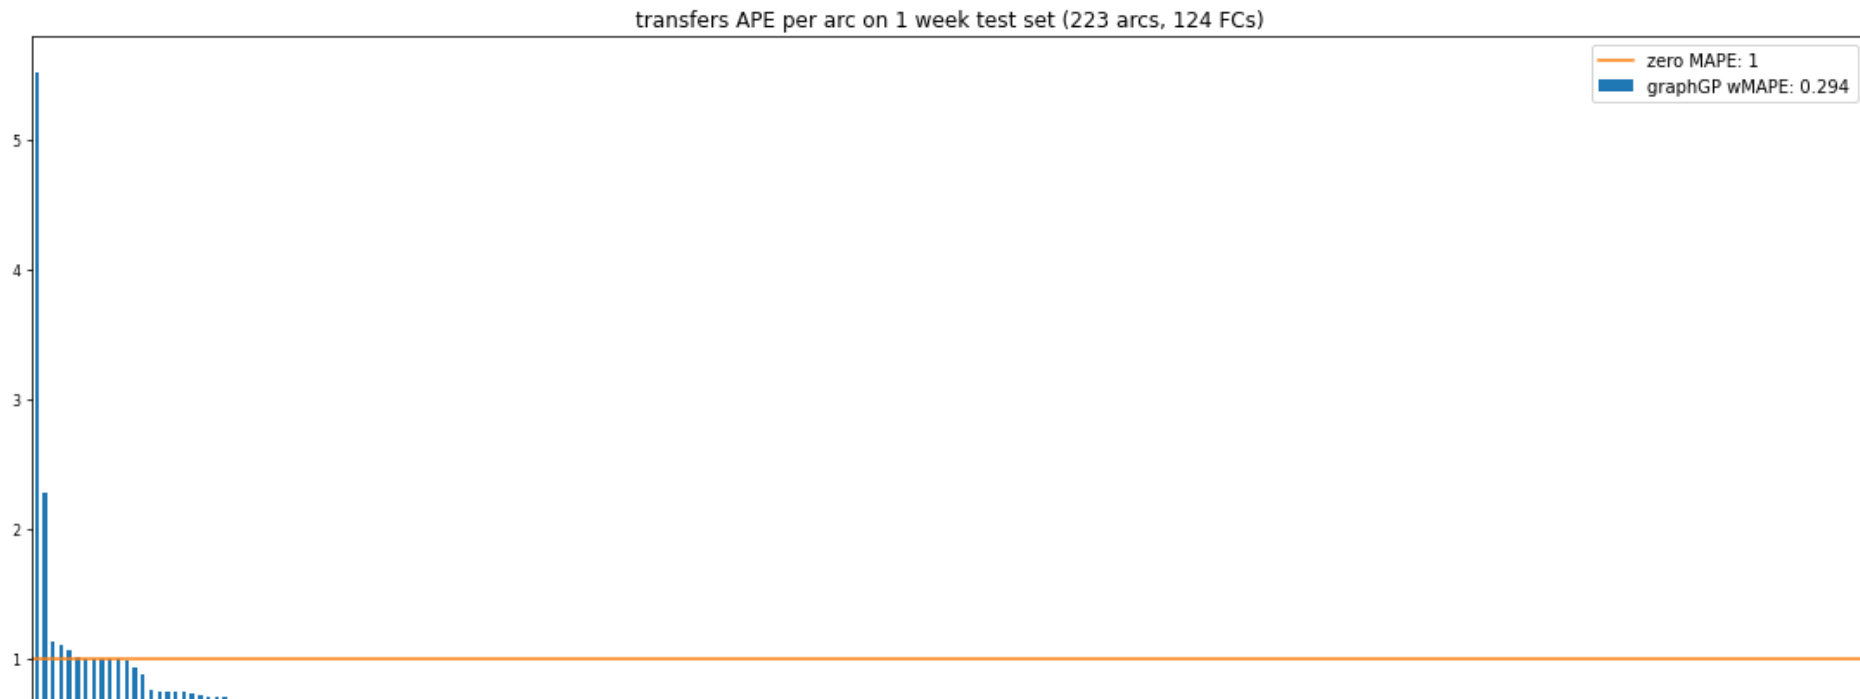 transfers APE per arc on 1 week test set (223 arcs, 124 FCs)
zero MAPE: 1
graphGP wMAPE: 0.294
5
4
3
2
1